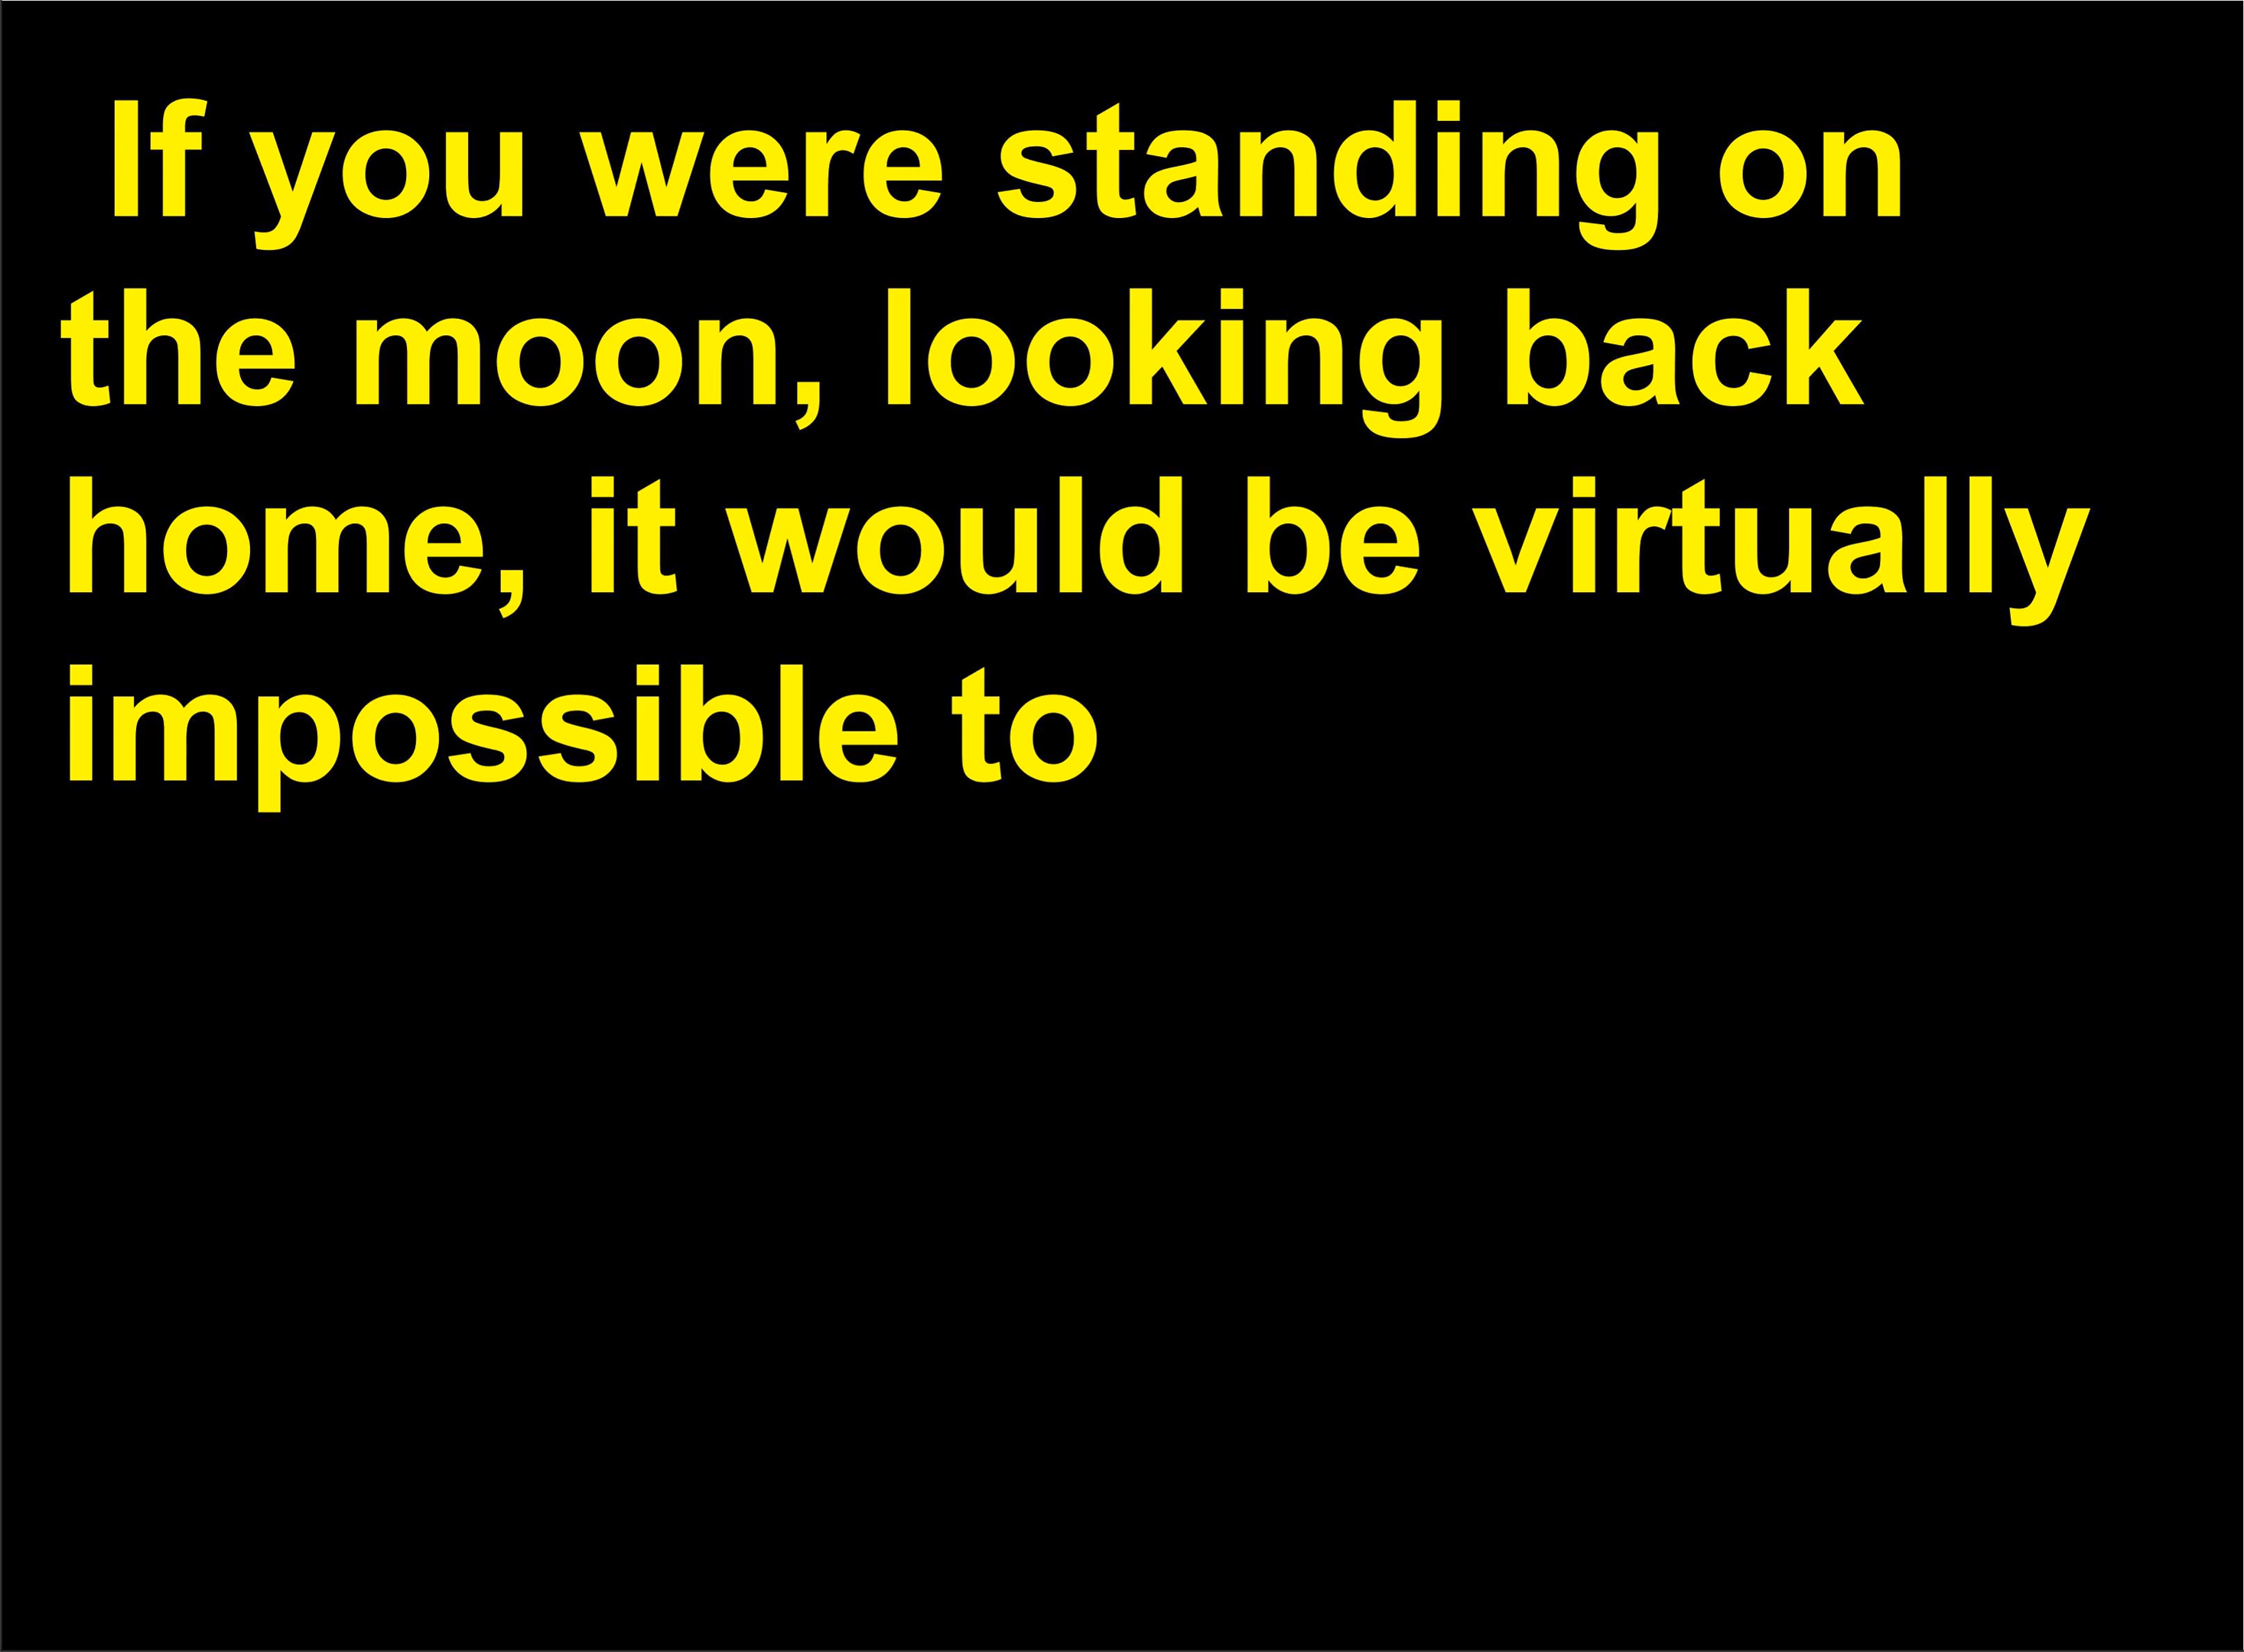 If you were standing on
the moon, looking back
home, it would be virtually
impossible to